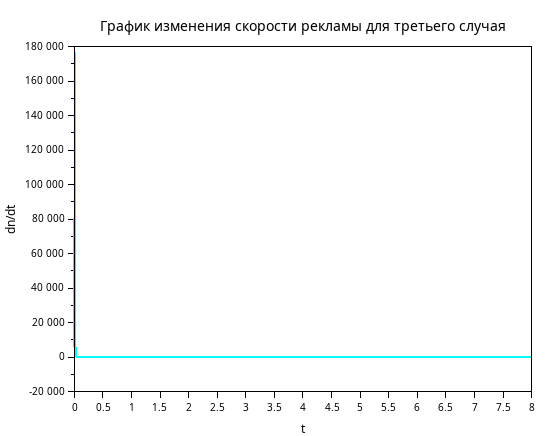 График изменения скорости рекламы для третьего случая
180 000
160 000
140 000
120 000
100 000
80 000
60 000
40 000
20 000
0
-20 000
dn/dt
0 0.5 1 1.5 2 2.5 3 3.5 4 4.5 5 5.5 6 6.5 7 7.5 8
t